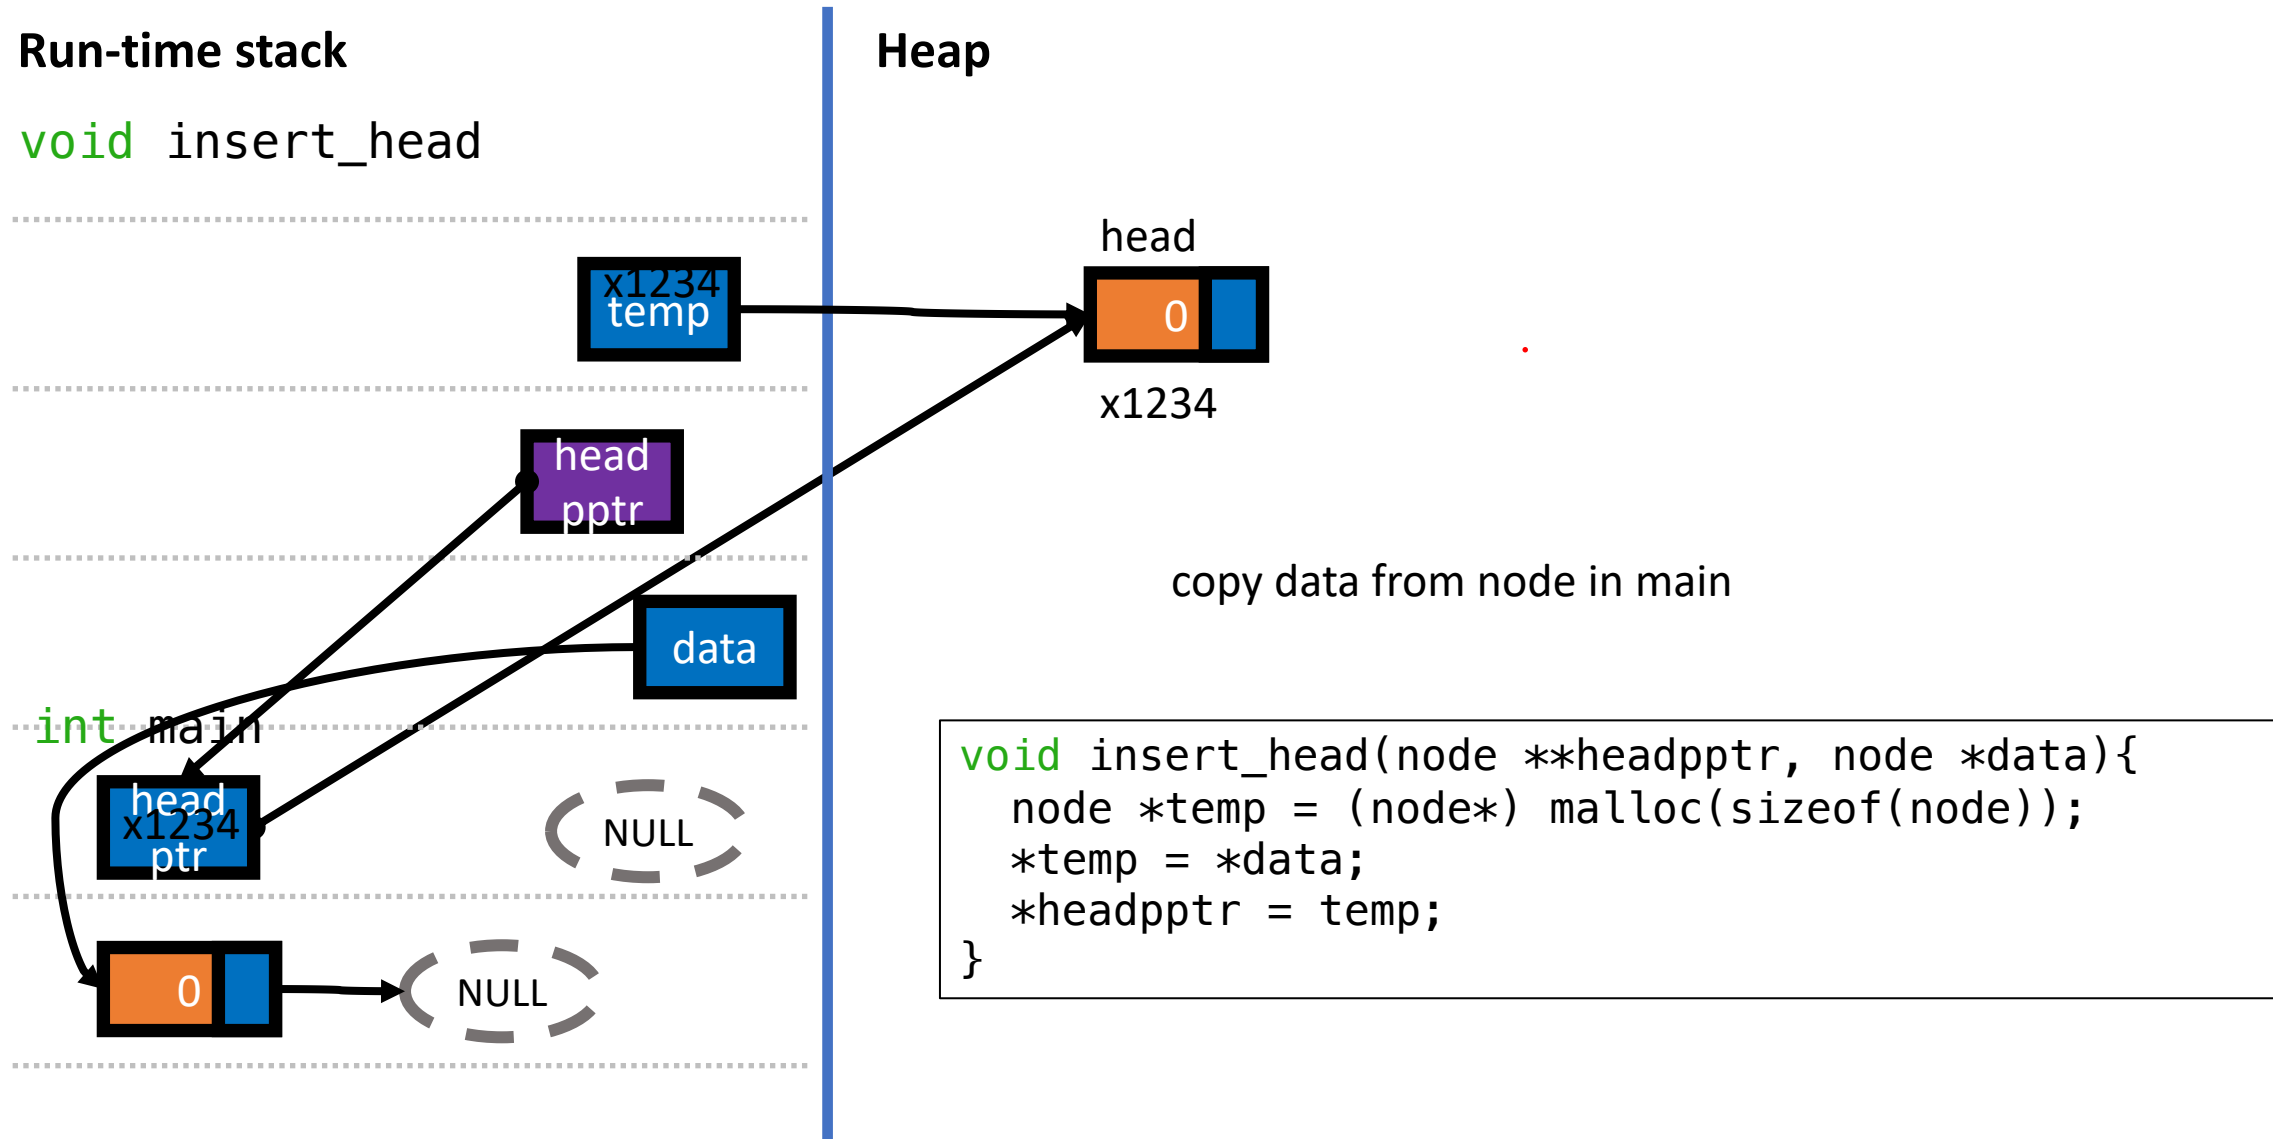 Run-time stack
Heap
void insert_head
head
x1234
temp
0
x1234
head
pptr
copy data from node in main
data
int main
head
x1234
ptr
NULL
0
NULL
void insert_head(node **headpptr, node *data){
node *temp = (node*) malloc(sizeof(node));
*temp = *data;
*headpptr = temp;
}